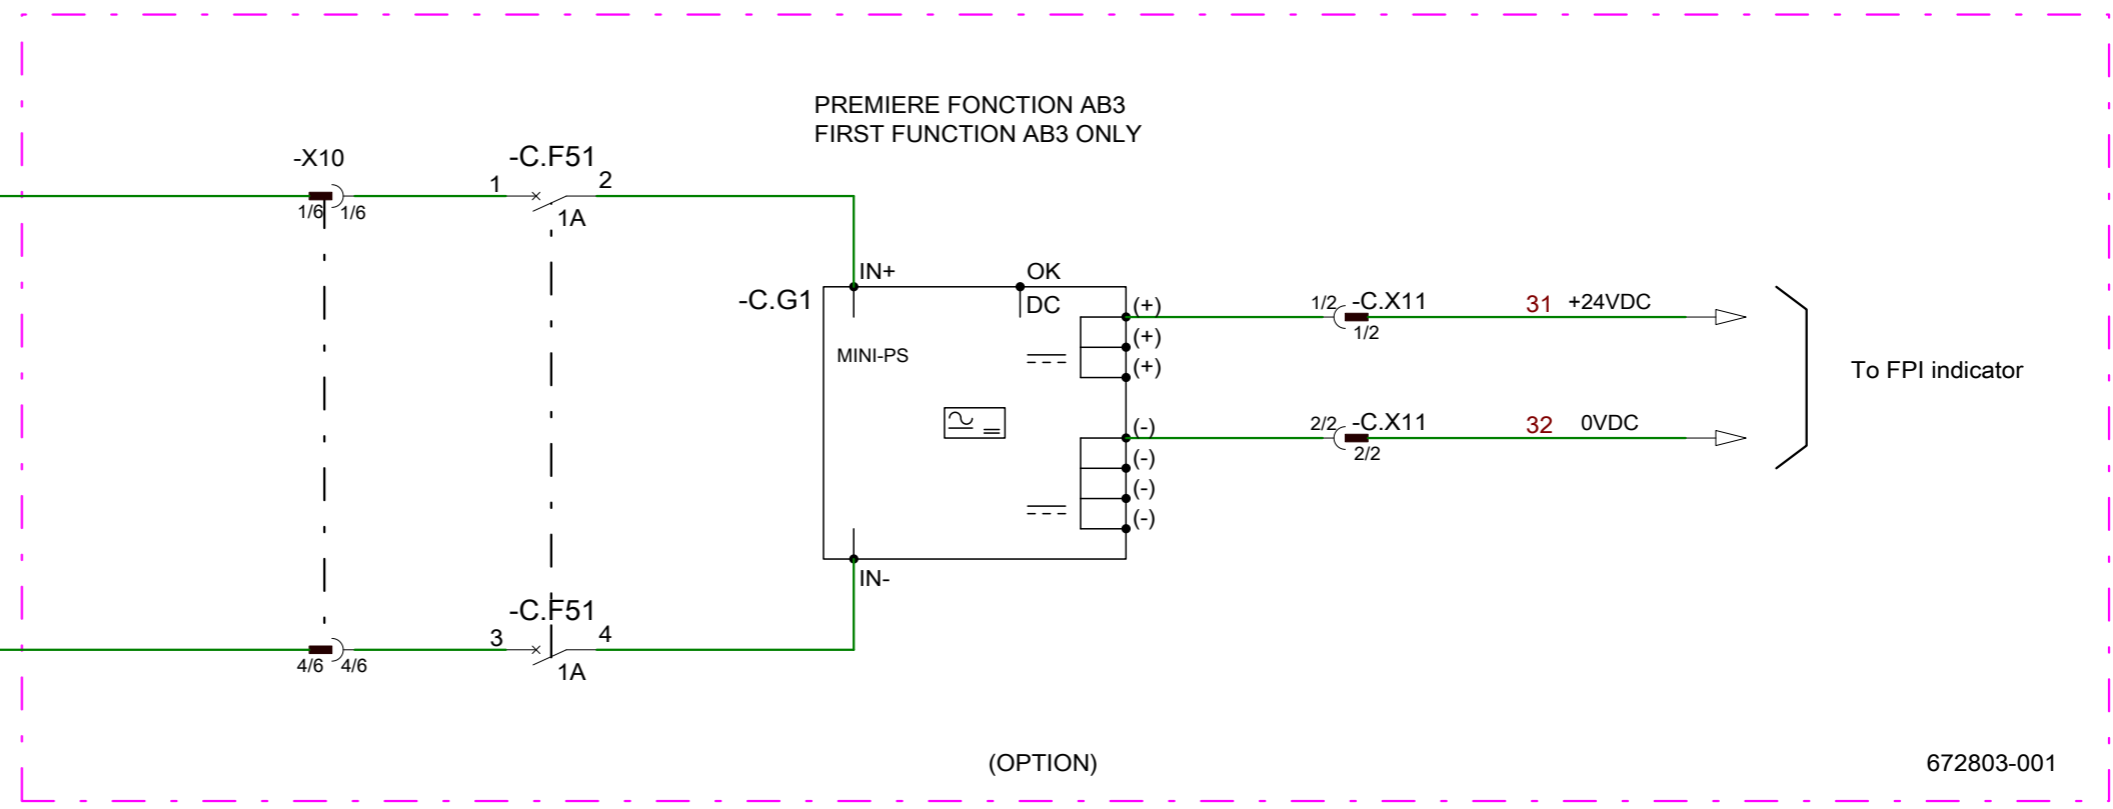 PREMIERE FONCTION AB3
FIRST FUNCTION AB3 ONLY
-X10
-C.F51
1
2
1/6
1/6
1A
IN+
OK
-C.G1
DC
(+)
1/2
-C.X11
31
+24VDC
(+)
1/2
MINI-PS
(+)
To FPI indicator
(-)
2/2
-C.X11
32
0VDC
(-)
2/2
(-)
(-)
IN-
-C.F51
3
4
4/6
4/6
1A
(OPTION)
672803-001